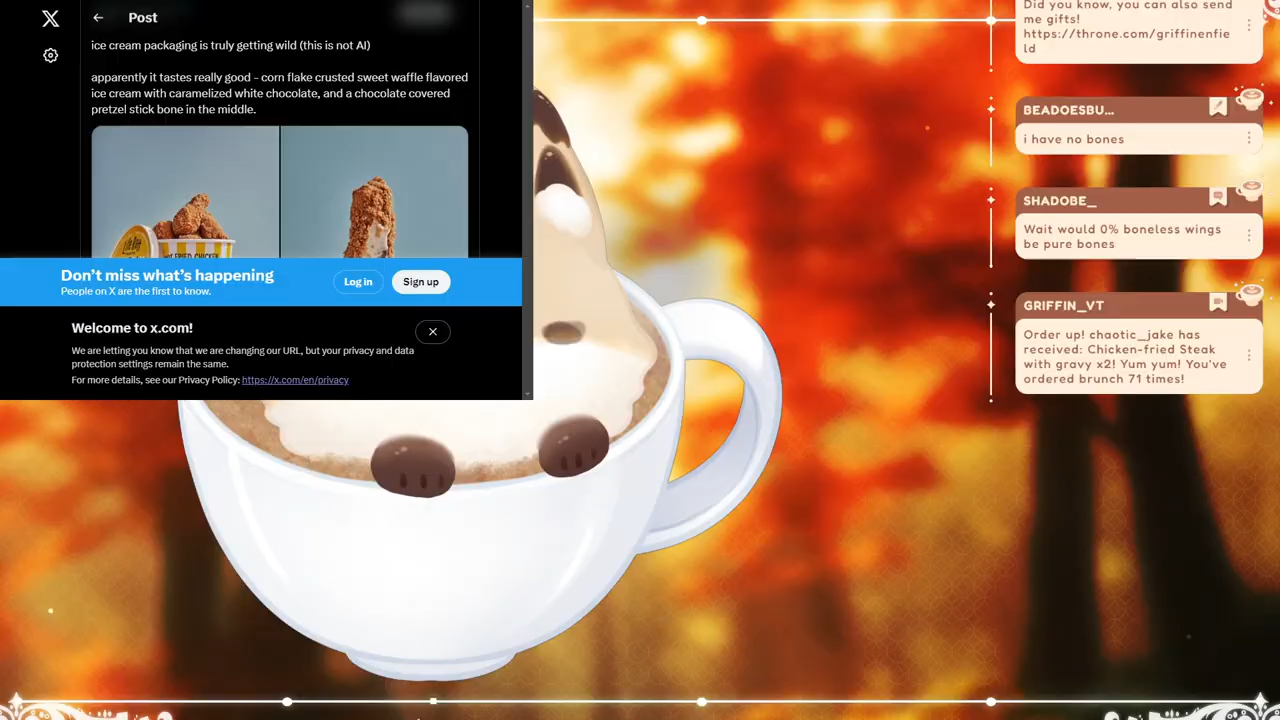 Post
ice cream packaging is truly getting wild (this is not AI)
apparently it tastes really good - corn flake crusted sweet waffle flavored
ice cream with caramelized white chocolate, and a chocolate covered
pretzel stick bone in the middle.
Don't miss what's happening
People on X are the first to know.
Log in
Sign up
Welcome to x.com!
We are letting you know that we are changing our URL, but your privacy and data
protection settings remain the same.
For more details, see our Privacy Policy: https://x.com/en/privacy
Did you know, you can also send
me gifts!
https://throne.com/griffinenfie
ld
BEADOESBU...
i have no bones
SHADOBE_
Wait would 0% boneless wings
be pure bones
GRIFFIN_VT
Order up! chaotic_jake has
received: Chicken-fried Steak
with gravy x2! Yum yum! You've
ordered brunch 71 times!